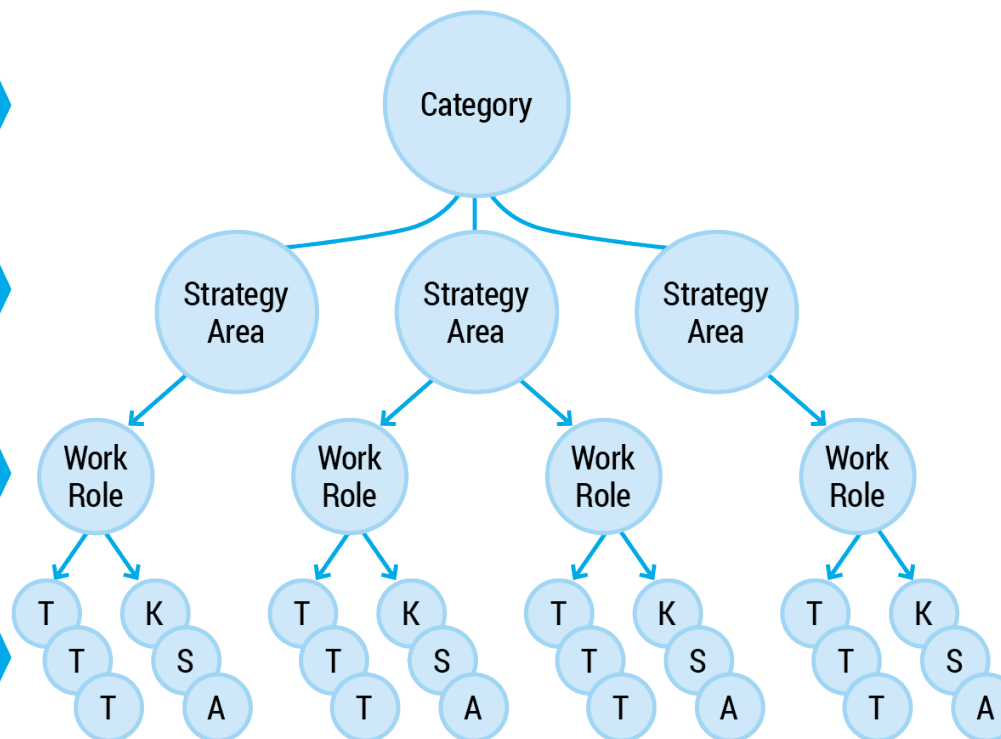 Category
Strategy
Area
Strategy
Area
Strategy
Area
Work
Role
Work
Role
Work
Role
Work
Role
T K T K T K T K
T S T S T S T S
T A T A T A T A